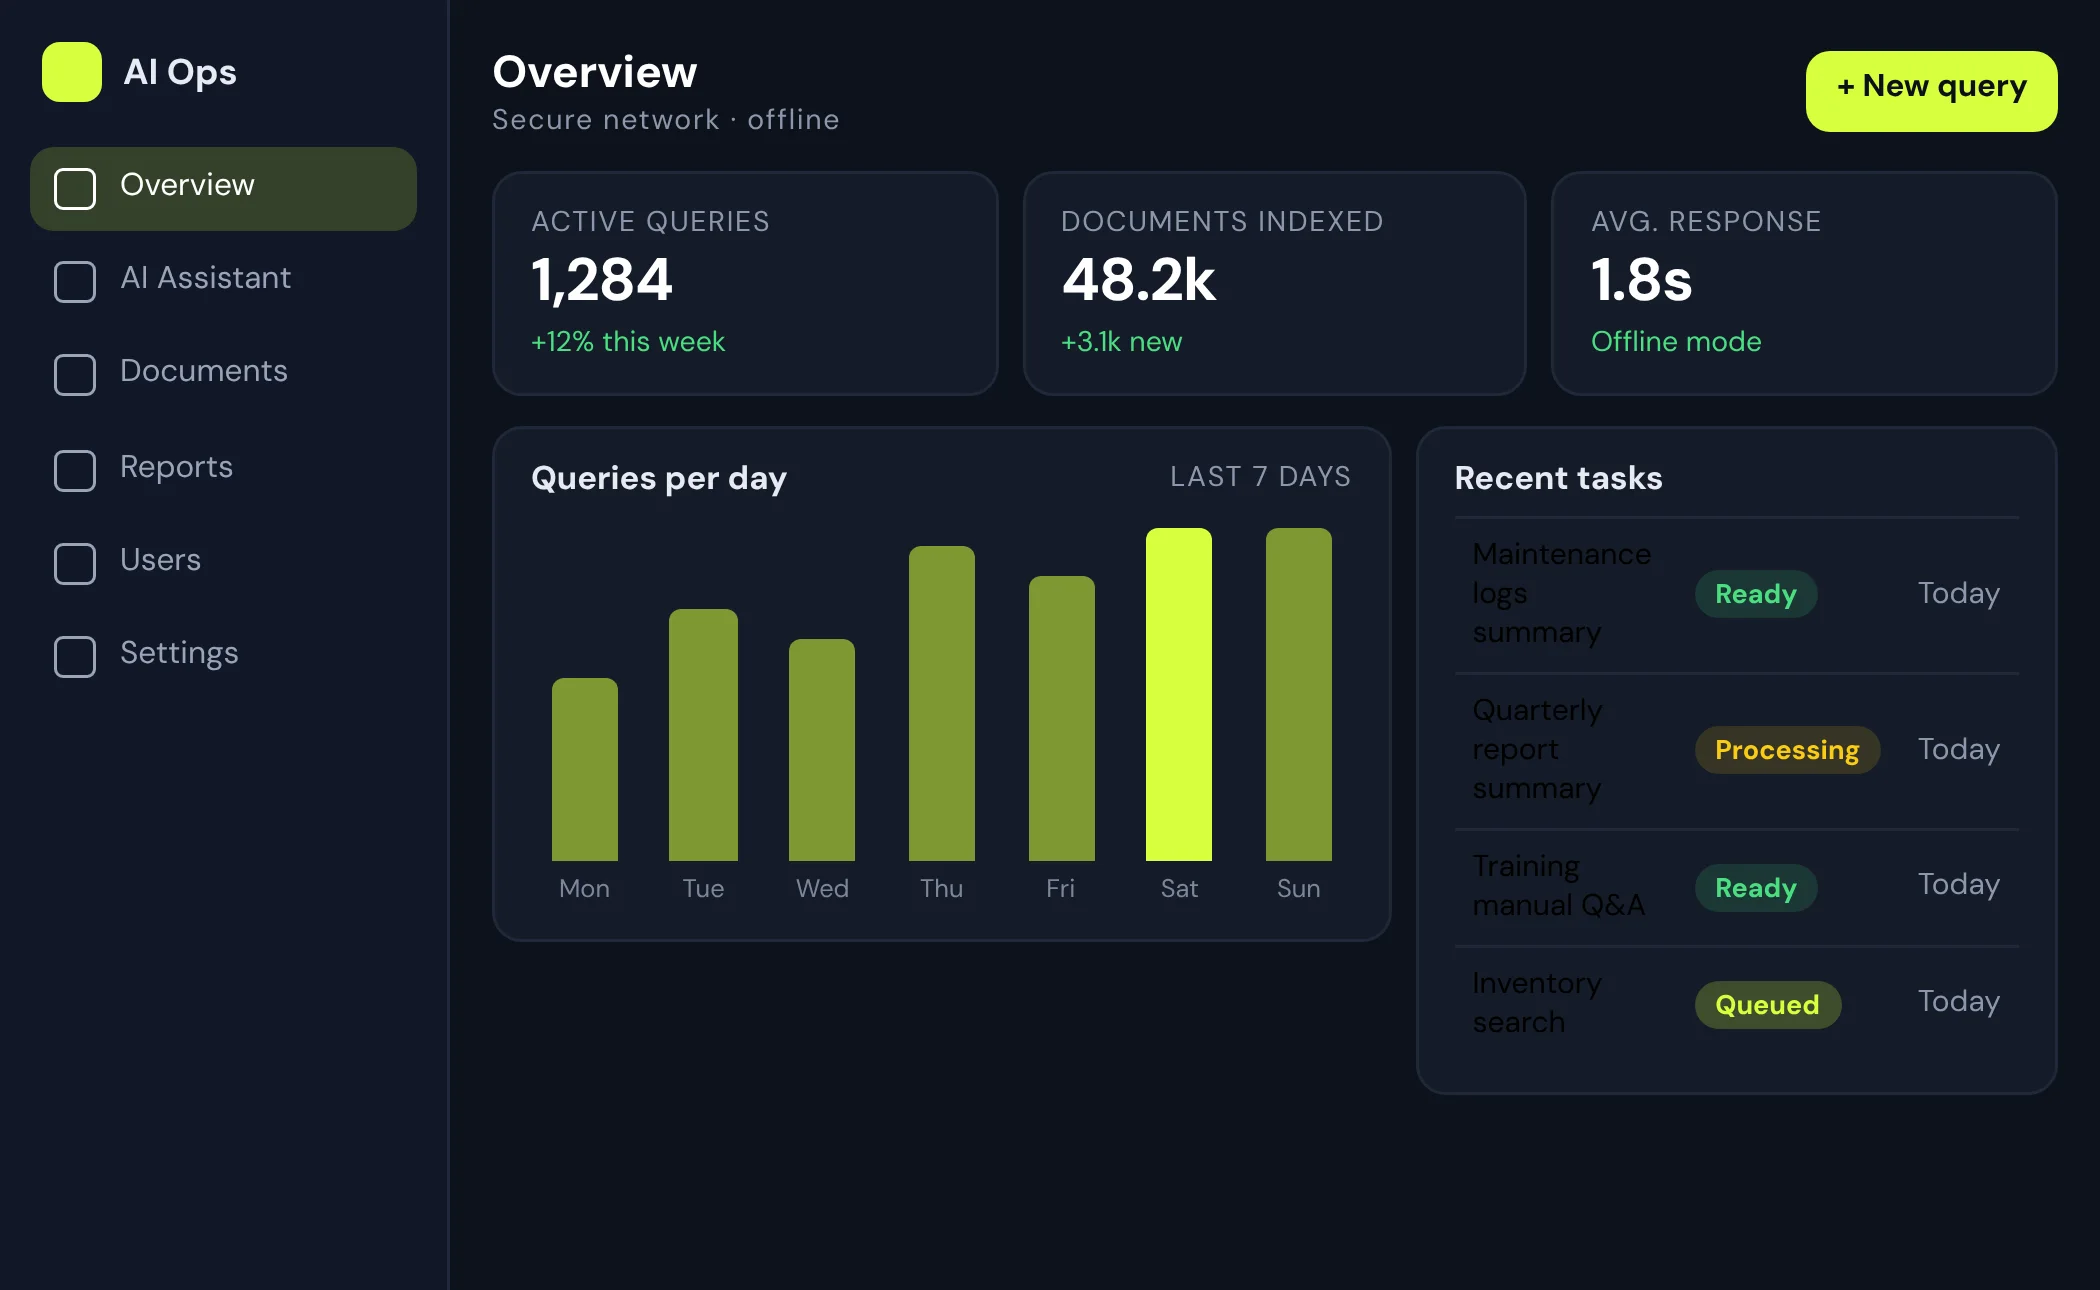 AI Ops
Overview
AI Assistant
Documents
Reports
Users
Settings
Overview
Secure network · offline
+ New query
ACTIVE QUERIES
1,284
+12% this week
DOCUMENTS INDEXED
48.2k
+3.1k new
AVG. RESPONSE
1.8s
Offline mode
Queries per day
LAST 7 DAYS
Mon
Tue
Wed
Thu
Fri
Sat
Sun
Recent tasks
Maintenance
logs
summary
Ready
Today
Quarterly
report
summary
Processing
Today
Training
manual Q&A
Ready
Today
Inventory
search
Queued
Today